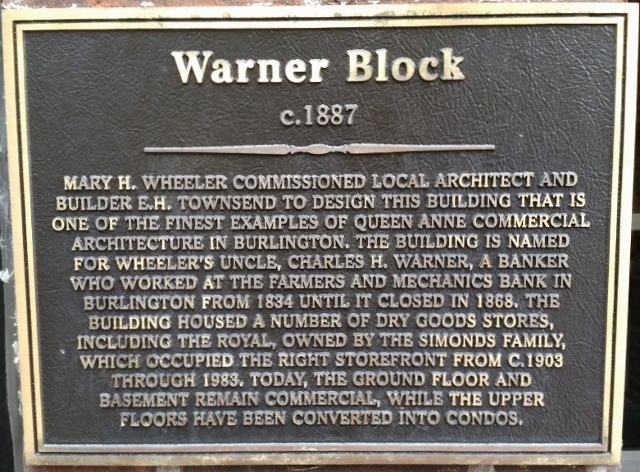 Warner Block
c.1887
MARY H. WHEELER COMMISSIONED LOCAL ARCHITECT AND
BUILDER E.H. TOWNSEND TO DESIGN THIS BUILDING THAT IS
ONE OF THE FINEST EXAMPLES OF QUEEN ANNE COMMERCIAL
ARCHITECTURE IN BURLINGTON. THE BUILDING IS NAMED
FOR WHEELER'S UNCLE, CHARLES H. WARNER, A BANKER
WHO WORKED AT THE FARMERS AND MECHANICS BANK IN
BURLINGTON FROM 1834 UNTIL IT CLOSED IN 1868. THE
BUILDING HOUSED A NUMBER OF DRY GOODS STORES,
INCLUDING THE ROYAL, OWNED BY THE SIMONDS FAMILY,
WHICH OCCUPIED THE RIGHT STOREFRONT FROM C.1903
THROUGH 1983. TODAY, THE GROUND FLOOR AND
BASEMENT REMAIN COMMERCIAL, WHILE THE UPPER
FLOORS HAVE BEEN CONVERTED INTO CONDOS.